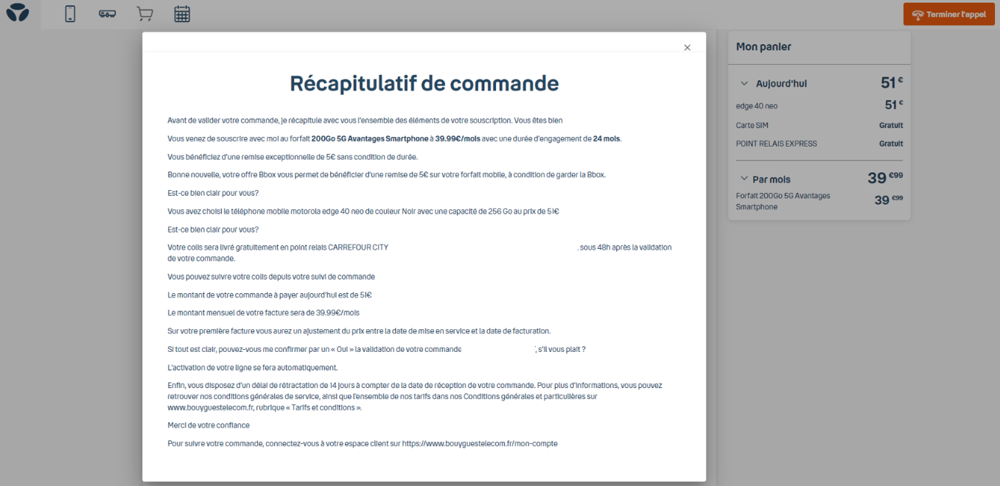 Terminer l'appel
Récapitulatif de commande
Avant de valider votre commande, je récapitule avec vous l'ensemble des éléments de votre souscription. Vous êtes bien
Vous venez de souscrire avec moi au forfait 200Go 5G Avantages Smartphone à 39.99€/mois avec une durée d'engagement de 24 mois.
Vous bénéficiez d'une remise exceptionnelle de 5€ sans condition de durée.
Bonne nouvelle, votre offre Bbox vous permet de bénéficier d'une remise de 5€ sur votre forfait mobile, à condition de garder la Bbox.
Est-ce bien clair pour vous?
Vous avez choisi le téléphone mobile motorola edge 40 neo de couleur Noir avec une capacité de 256 Go au prix de 51€
Est-ce bien clair pour vous?
Votre colis sera livré gratuitement en point relais CARREFOUR CITY , sous 48h après la validation
de votre commande.
Vous pouvez suivre votre colis depuis votre suivi de commande
Le montant de votre commande à payer aujourd'hui est de 51€
Le montant mensuel de votre facture sera de 39.99€/mois
Sur votre première facture vous aurez un ajustement du prix entre la date de mise en service et la date de facturation.
Si tout est clair, pouvez-vous me confirmer par un « Oui » la validation de votre commande , s'il vous plait ?
L'activation de votre ligne se fera automatiquement.
Enfin, vous disposez d'un délai de rétractation de 14 jours à compter de la date de réception de votre commande. Pour plus d'informations, vous pouvez
retrouver nos conditions générales de service, ainsi que l'ensemble de nos tarifs dans nos Conditions générales et particulières sur
www.bouyguestelecom.fr, rubrique « Tarifs et conditions ».
Merci de votre confiance
Pour suivre votre commande, connectez-vous à votre espace client sur https://www.bouyguestelecom.fr/mon-compte
Mon panier
Aujourd'hui 51 €
edge 40 neo 51 €
Carte SIM Gratuit
POINT RELAIS EXPRESS Gratuit
Par mois 39 €99
Forfait 200Go 5G Avantages 39 €99
Smartphone